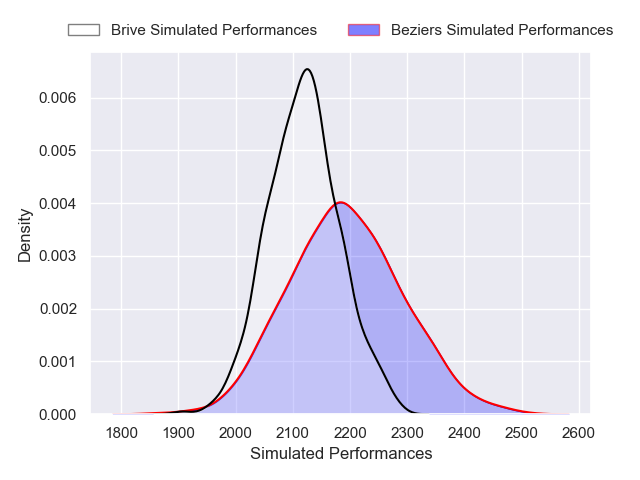 Brive Simulated Performances Beziers Simulated Performances
0.006
0.005
0.004
0.003
0.002
0.001
0.000
Density
1800 1900 2000 2100 2200 2300 2400 2500 2600
Simulated Performances